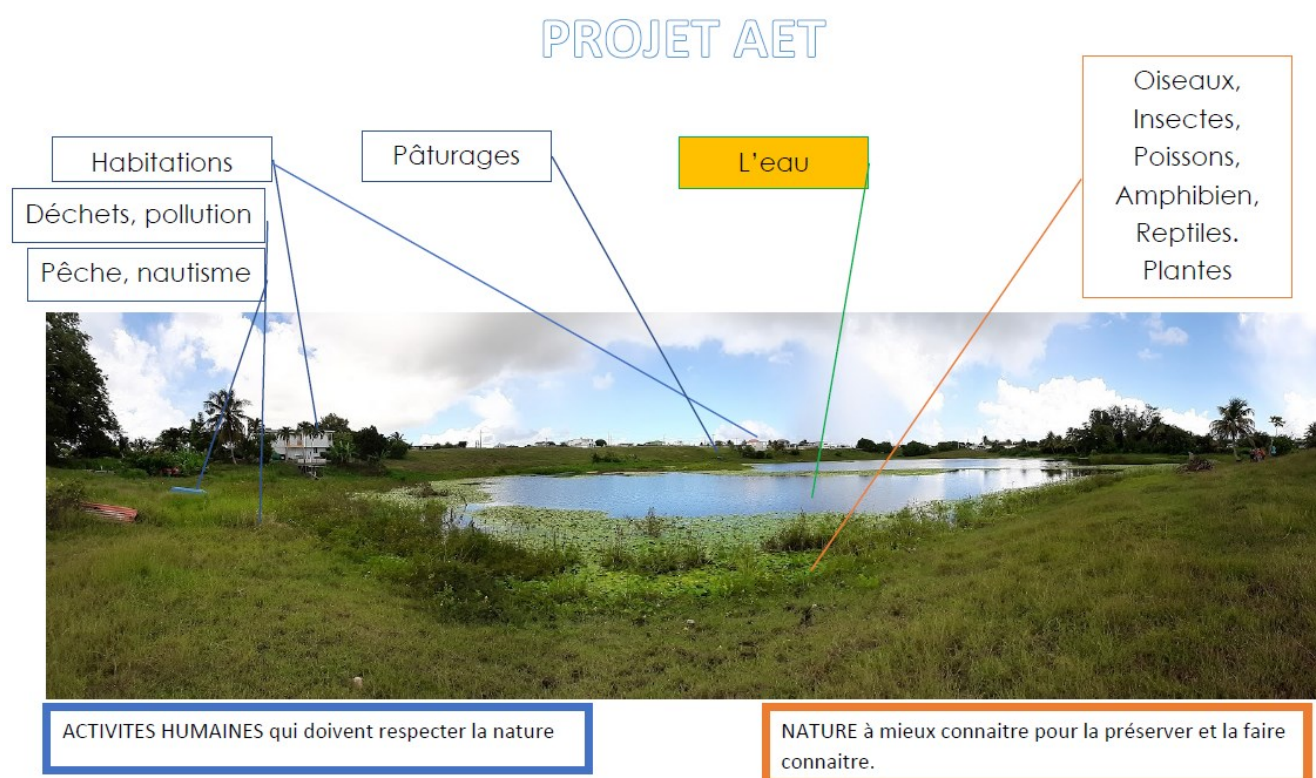 PROJET AET
Habitations
Pâturages
L'eau
Oiseaux,
Insectes,
Poissons,
Amphibien,
Reptiles.
Plantes
Déchets, pollution
Pêche, nautisme
ACTIVITES HUMAINES qui doivent respecter la nature
NATURE à mieux connaitre pour la préserver et la faire
connaitre.